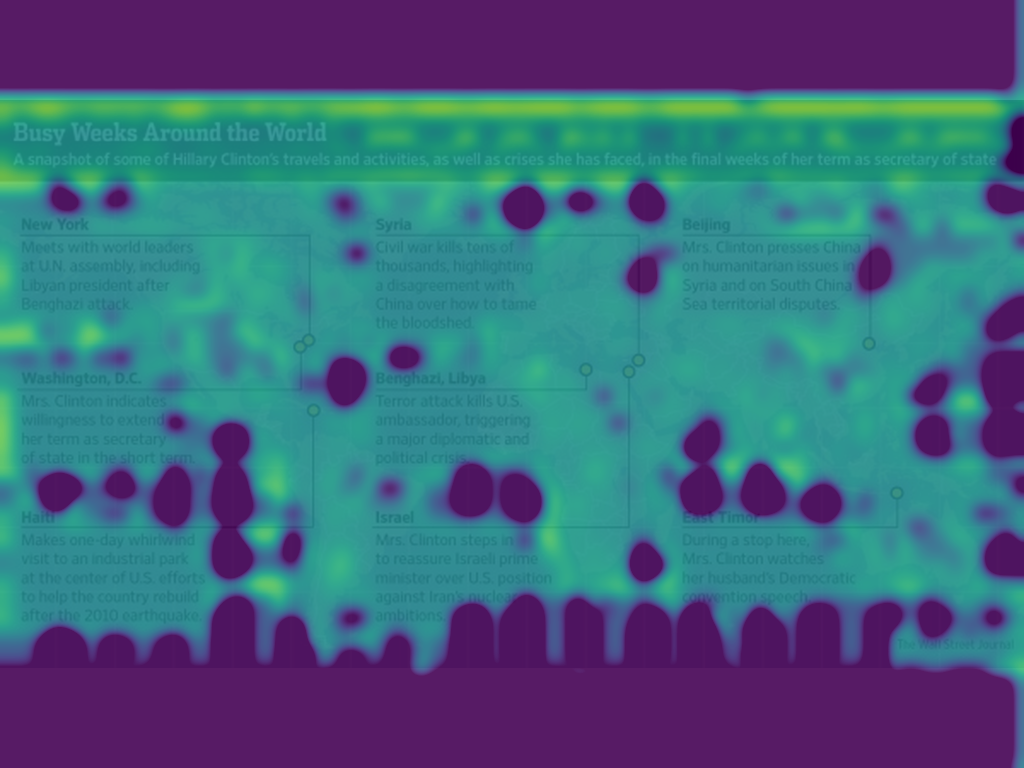 Busy Weeks Around the World
A snapshot of some of Hillary Clinton's travels and activities, as well as crises she has faced, in the final weeks of her term as secretary of state
New York
Meets with world leaders
at U.N. assembly, including
Libyan president after
Benghazi attack.
Syria
Civil war kills tens of
thousands, highlighting
a disagreement with
China over how to tame
the bloodshed.
Beijing
Mrs. Clinton presses China
on humanitarian issues in
Syria and on South China
Sea territorial disputes.
Washington, D.C.
Mrs. Clinton indicates
willingness to extend
her term as secretary
of state in the short term.
Benghazi, Libya
Terror attack kills U.S.
ambassador, triggering
a major diplomatic and
political crisis.
Haiti
Makes one-day whirlwind
visit to an industrial park
at the center of U.S. efforts
to help the country rebuild
after the 2010 earthquake.
Israel
Mrs. Clinton steps in
to reassure Israeli prime
minister over U.S. position
against Iran's nuclear
ambitions.
East Timor
During a stop here,
Mrs. Clinton watches
her husband's Democratic
convention speech.
The Wall Street Journal